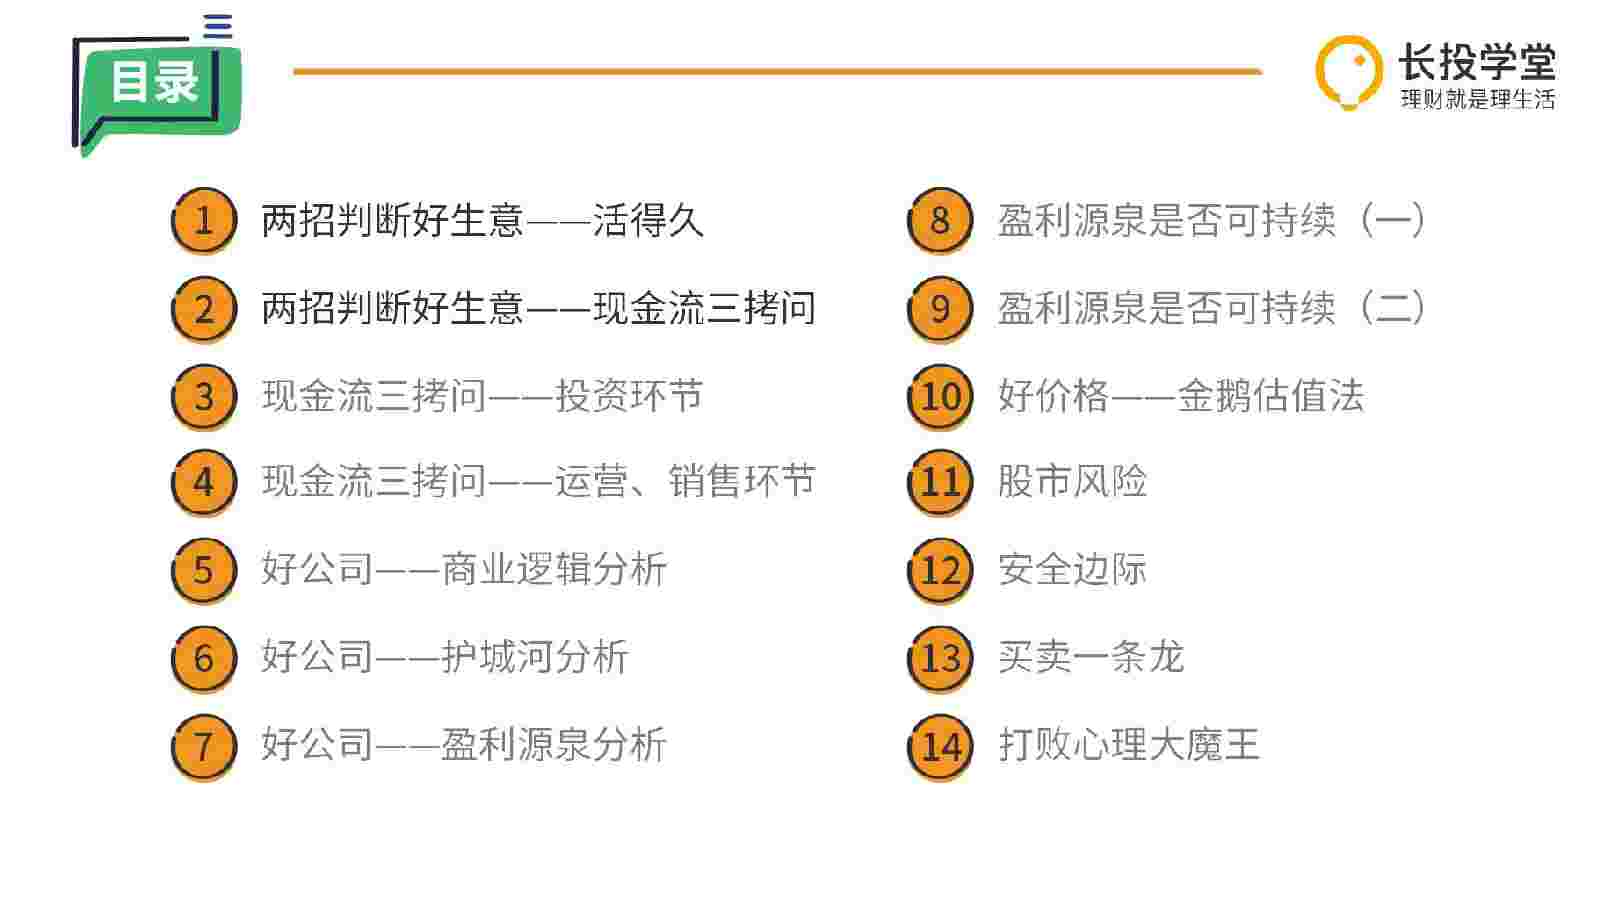 目录
长投学堂
理财就是理生活
1 两招判断好生意——活得久
2 两招判断好生意——现金流三拷问
3 现金流三拷问——投资环节
4 现金流三拷问——运营、销售环节
5 好公司——商业逻辑分析
6 好公司——护城河分析
7 好公司——盈利源泉分析
8 盈利源泉是否可持续（一）
9 盈利源泉是否可持续（二）
10 好价格——金鹅估值法
11 股市风险
12 安全边际
13 买卖一条龙
14 打败心理大魔王